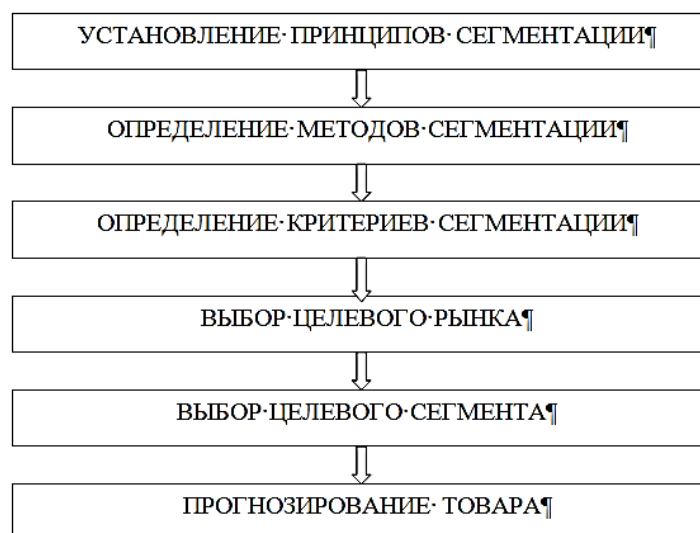 УСТАНОВЛЕНИЕ· ПРИНЦИПОВ· СЕГМЕНТАЦИИ¶
ОПРЕДЕЛЕНИЕ·МЕТОДОВ·СЕГМЕНТАЦИИ¶
ОПРЕДЕЛЕНИЕ·КРИТЕРИЕВ·СЕГМЕНТАЦИИ¶
ВЫБОР·ЦЕЛЕВОГО·РЫНКА¶
ВЫБОР·ЦЕЛЕВОГО·СЕГМЕНТА¶
ПРОГНОЗИРОВАНИЕ· ТОВАРА¶